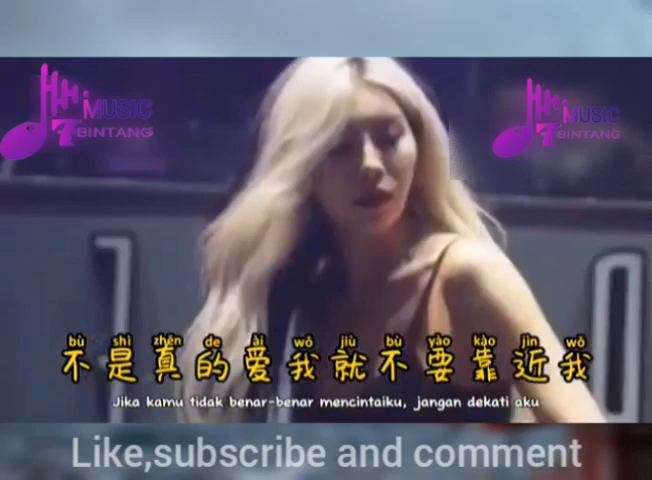 MUSIC
7 BINTANG
MUSIC
7 BINTANG
bù shì zhēn de ài wǒ jiù bù yào kào jìn wǒ
不是真的爱我就不要靠近我
Jika kamu tidak benar-benar mencintaiku, jangan dekati aku
Like,subscribe and comment